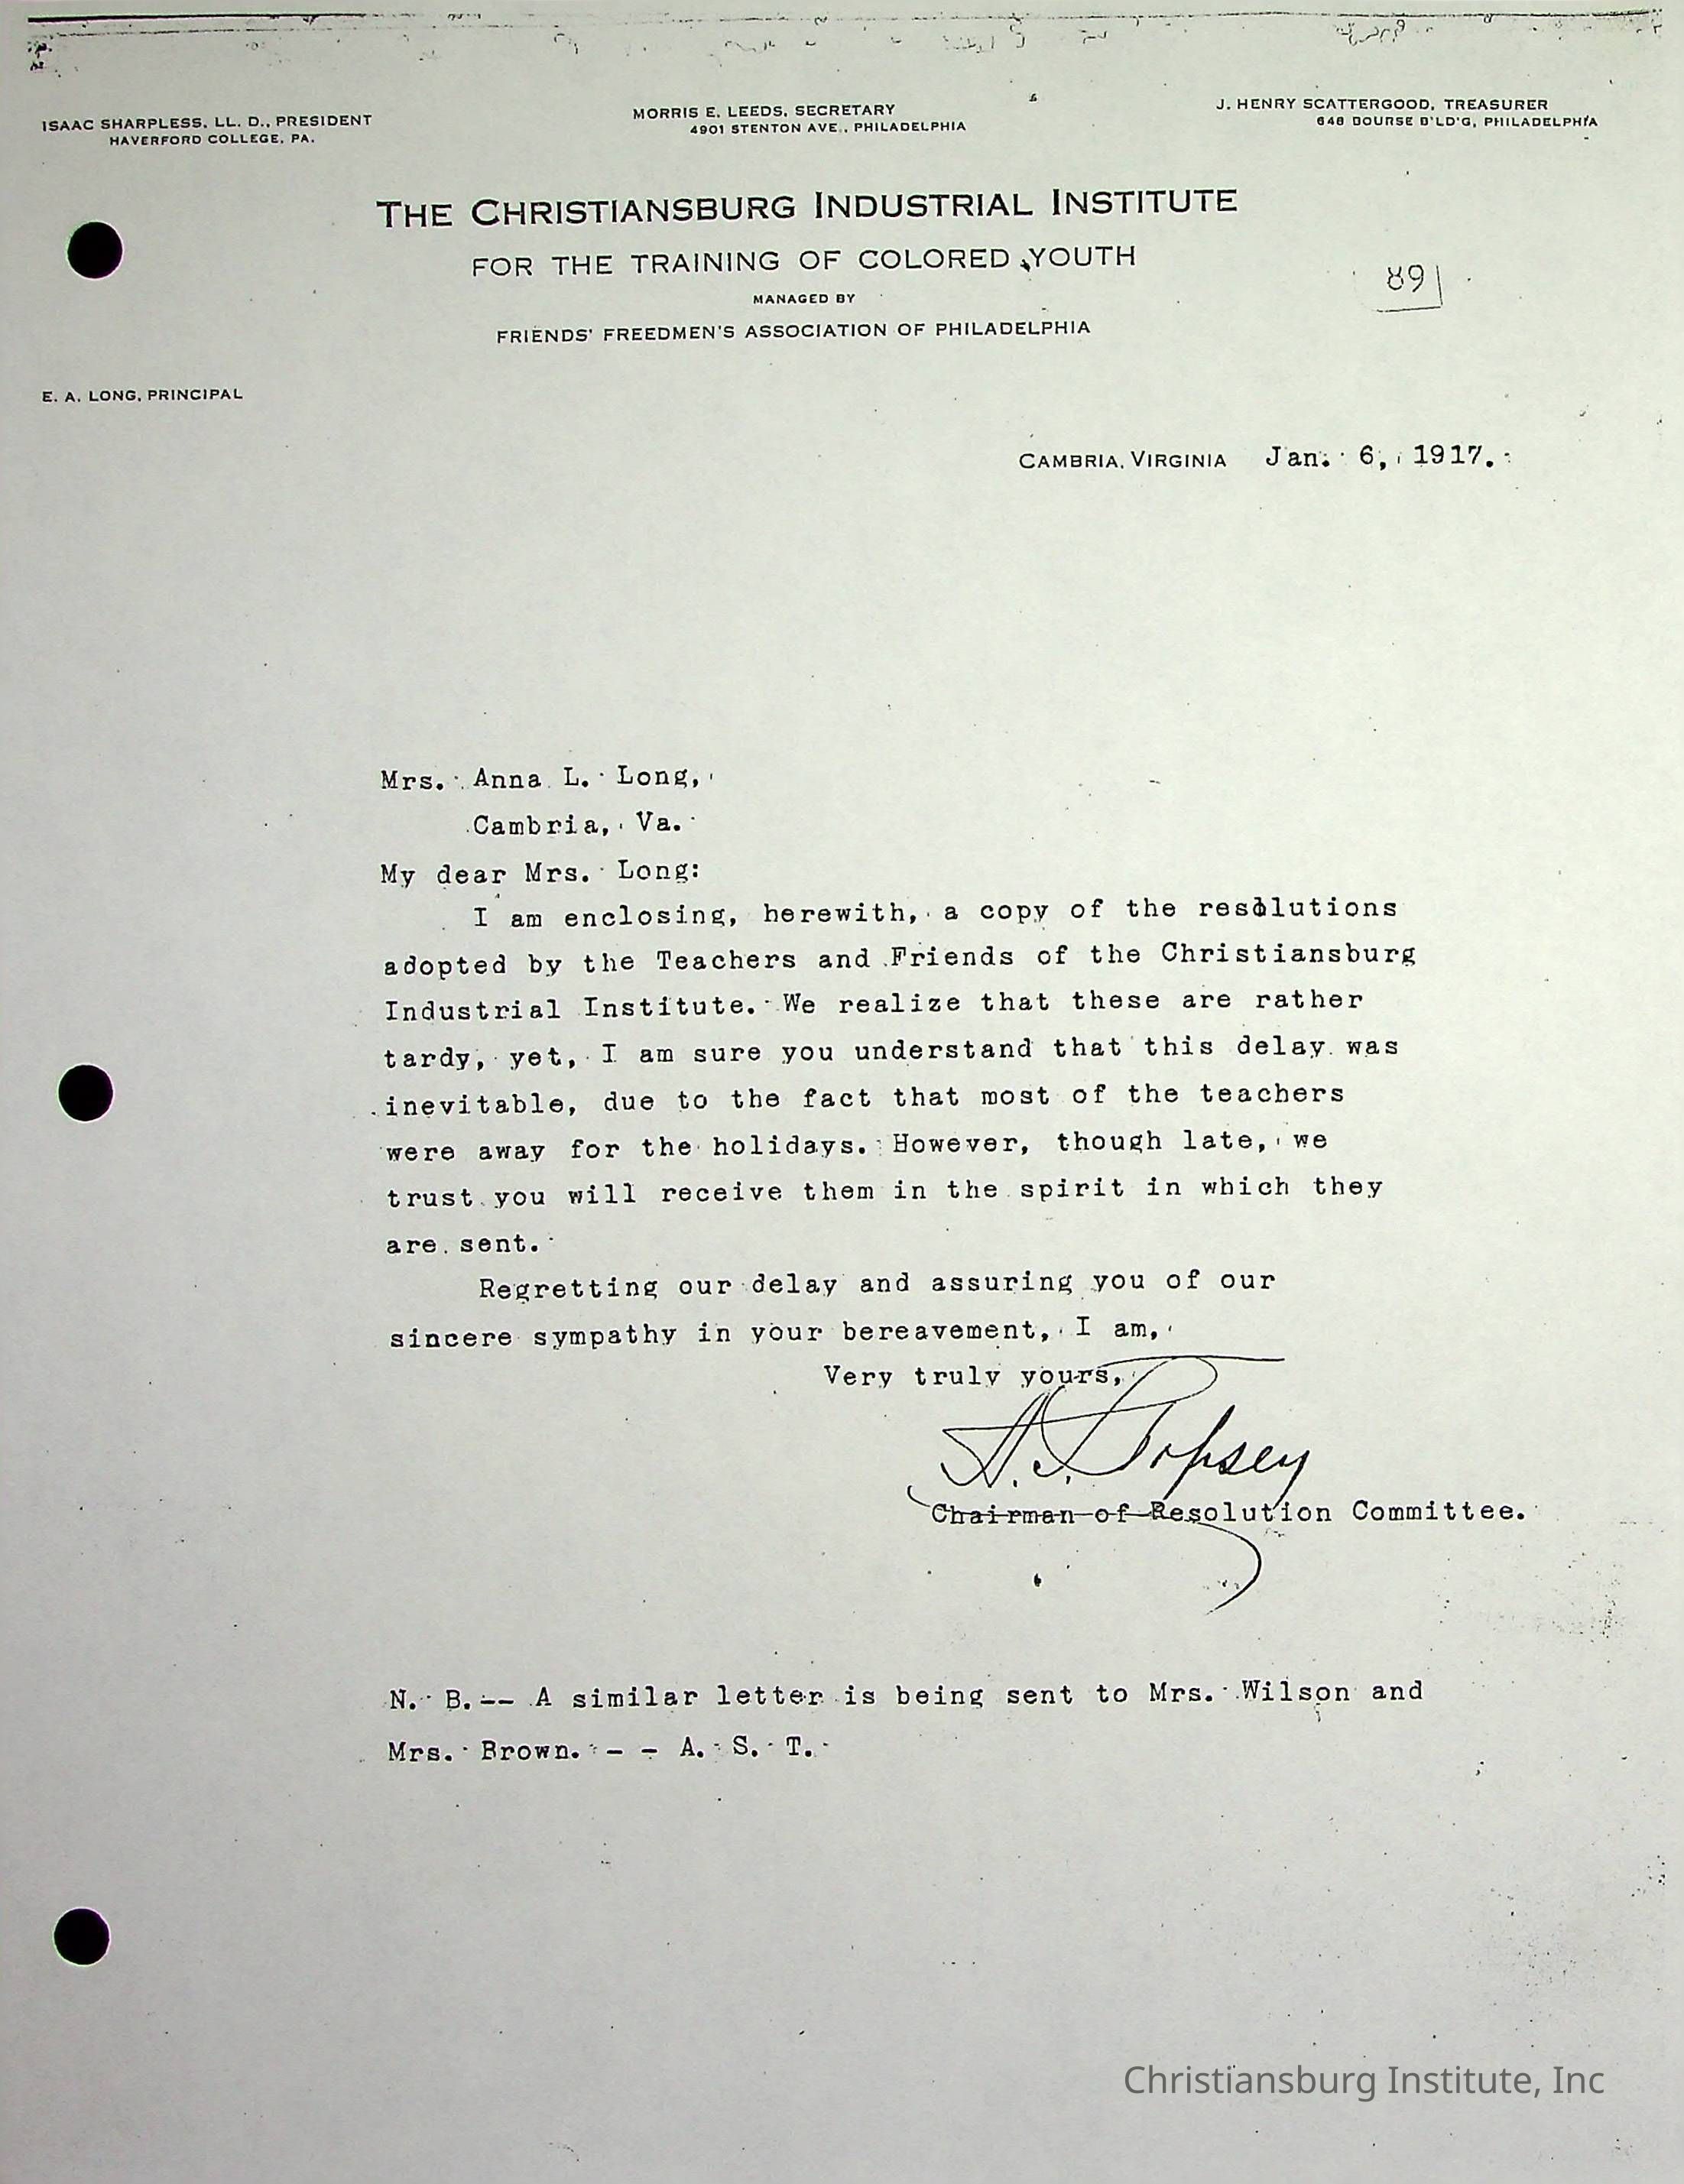 ISAAC SHARPLESS, LL. D., PRESIDENT
HAVERFORD COLLEGE, PA.
MORRIS E. LEEDS, SECRETARY
4901 STENTON AVE., PHILADELPHIA
J. HENRY SCATTERGOOD, TREASURER
648 BOURSE B'LD'G, PHILADELPHIA
THE CHRISTIANSBURG INDUSTRIAL INSTITUTE
FOR THE TRAINING OF COLORED YOUTH
MANAGED BY
FRIENDS' FREEDMEN'S ASSOCIATION OF PHILADELPHIA
89
E. A. LONG, PRINCIPAL
CAMBRIA, VIRGINIA Jan. 6, 1917.
Mrs. Anna L. Long,
Cambria, Va.
My dear Mrs. Long:
I am enclosing, herewith, a copy of the resolutions
adopted by the Teachers and Friends of the Christiansburg
Industrial Institute. We realize that these are rather
tardy, yet, I am sure you understand that this delay was
inevitable, due to the fact that most of the teachers
were away for the holidays. However, though late, we
trust you will receive them in the spirit in which they
are sent.
Regretting our delay and assuring you of our
sincere sympathy in your bereavement, I am,
Very truly yours,
Chairman of Resolution Committee.
N. B.-- A similar letter is being sent to Mrs. Wilson and
Mrs. Brown. - - A. S. T.
Christiansburg Institute, Inc